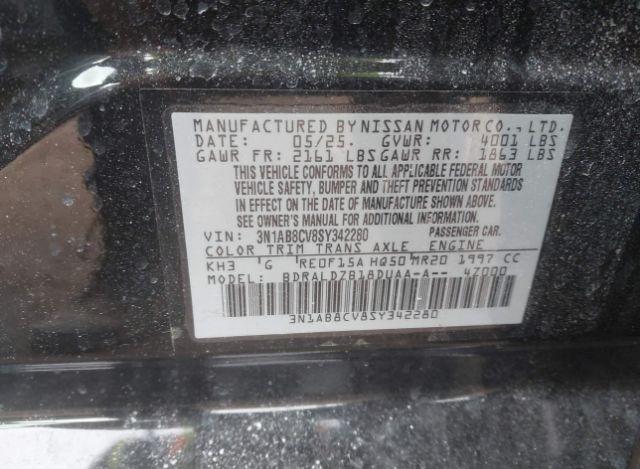 MANUFACTURED BY NISSAN MOTOR CO., LTD.
DATE: 05/25. GVWR: 4001 LBS
GAWR FR: 2161 LBS GAWR RR: 1863 LBS
THIS VEHICLE CONFORMS TO ALL APPLICABLE FEDERAL MOTOR
VEHICLE SAFETY, BUMPER AND THEFT PREVENTION STANDARDS
IN EFFECT ON THE DATE OF MANUFACTURE SHOWN ABOVE.
SEE OWNER'S MANUAL FOR ADDITIONAL INFORMATION.
VIN: 3N1AB8CV8SY342280 PASSENGER CAR.
COLOR TRIM TRANS AXLE ENGINE
KH3 G RE0F15A HQ50 MR20 1997 CC
MODEL: BDRALDZB18DUAA-A-- 4Z000
3N1AB8CV8SY342280